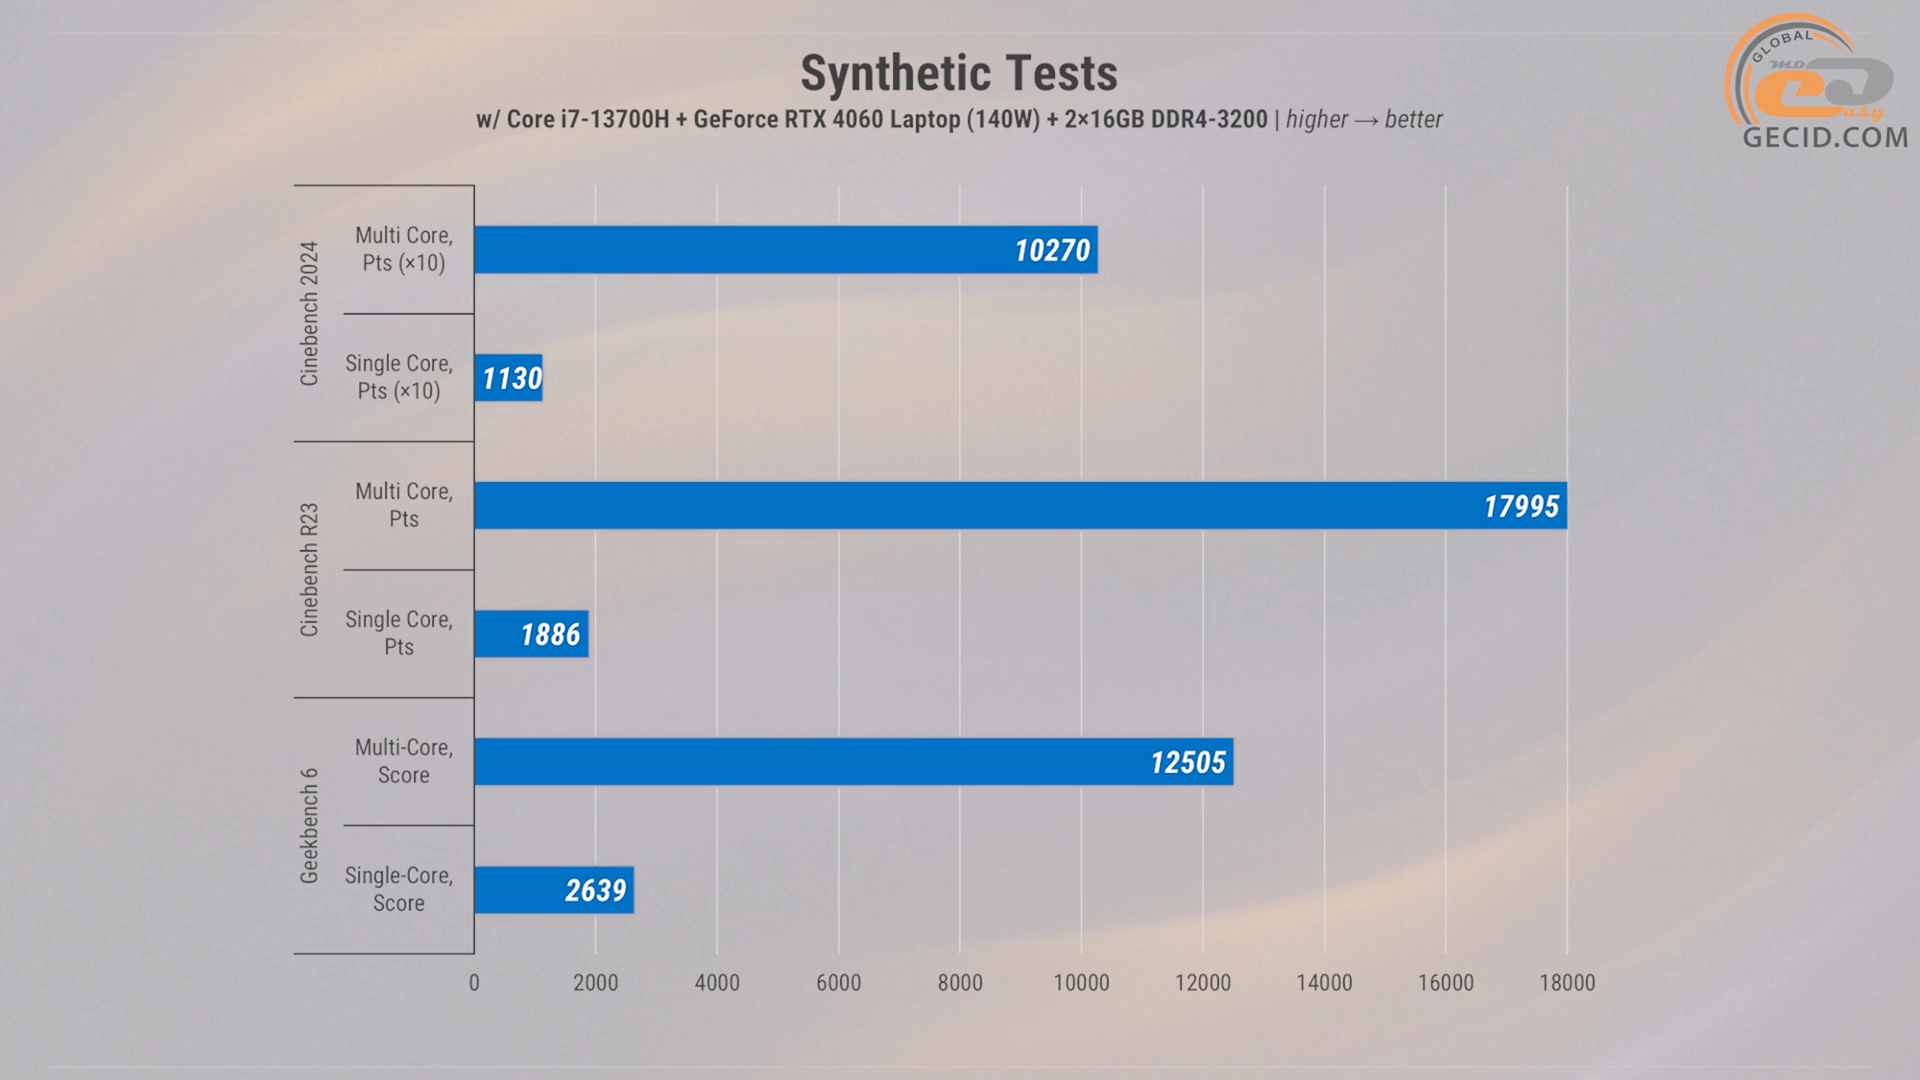 Synthetic Tests
w/ Core i7-13700H + GeForce RTX 4060 Laptop (140W) + 2×16GB DDR4-3200 | higher → better
GLOBAL
mo
easy
GECID.COM
Cinebench 2024
Multi Core,
Pts (×10)
10270
Single Core,
Pts (×10)
1130
Cinebench R23
Multi Core,
Pts
17995
Single Core,
Pts
1886
Geekbench 6
Multi-Core,
Score
12505
Single-Core,
Score
2639
0 2000 4000 6000 8000 10000 12000 14000 16000 18000